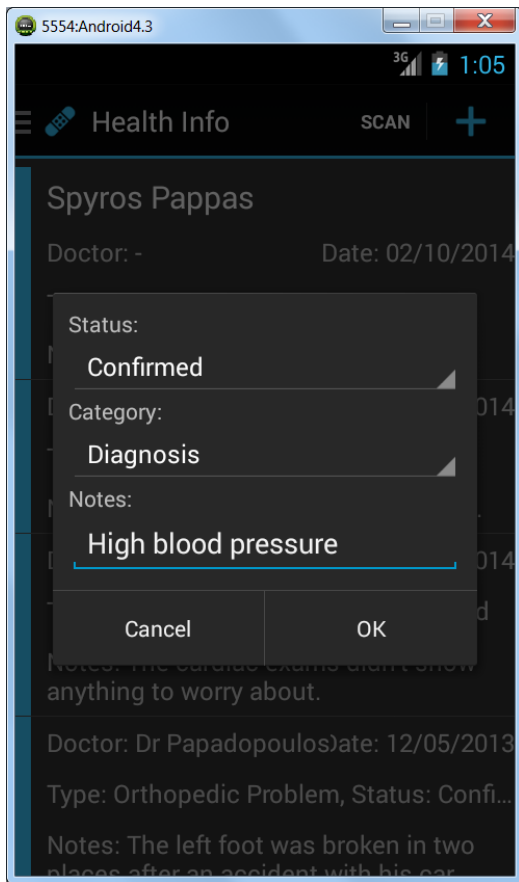 5554:Android4.3
3G 1:05
Health Info SCAN
Spyros Pappas
Doctor: - Date: 02/10/2014
Status:
Confirmed
014
Category:
Diagnosis
Notes:
High blood pressure
014
Cancel OK
Notes: The cardiac exams didn't show
anything to worry about.
Doctor: Dr Papadopoulos)ate: 12/05/2013
Type: Orthopedic Problem, Status: Confi...
Notes: The left foot was broken in two
places after an accident with his car